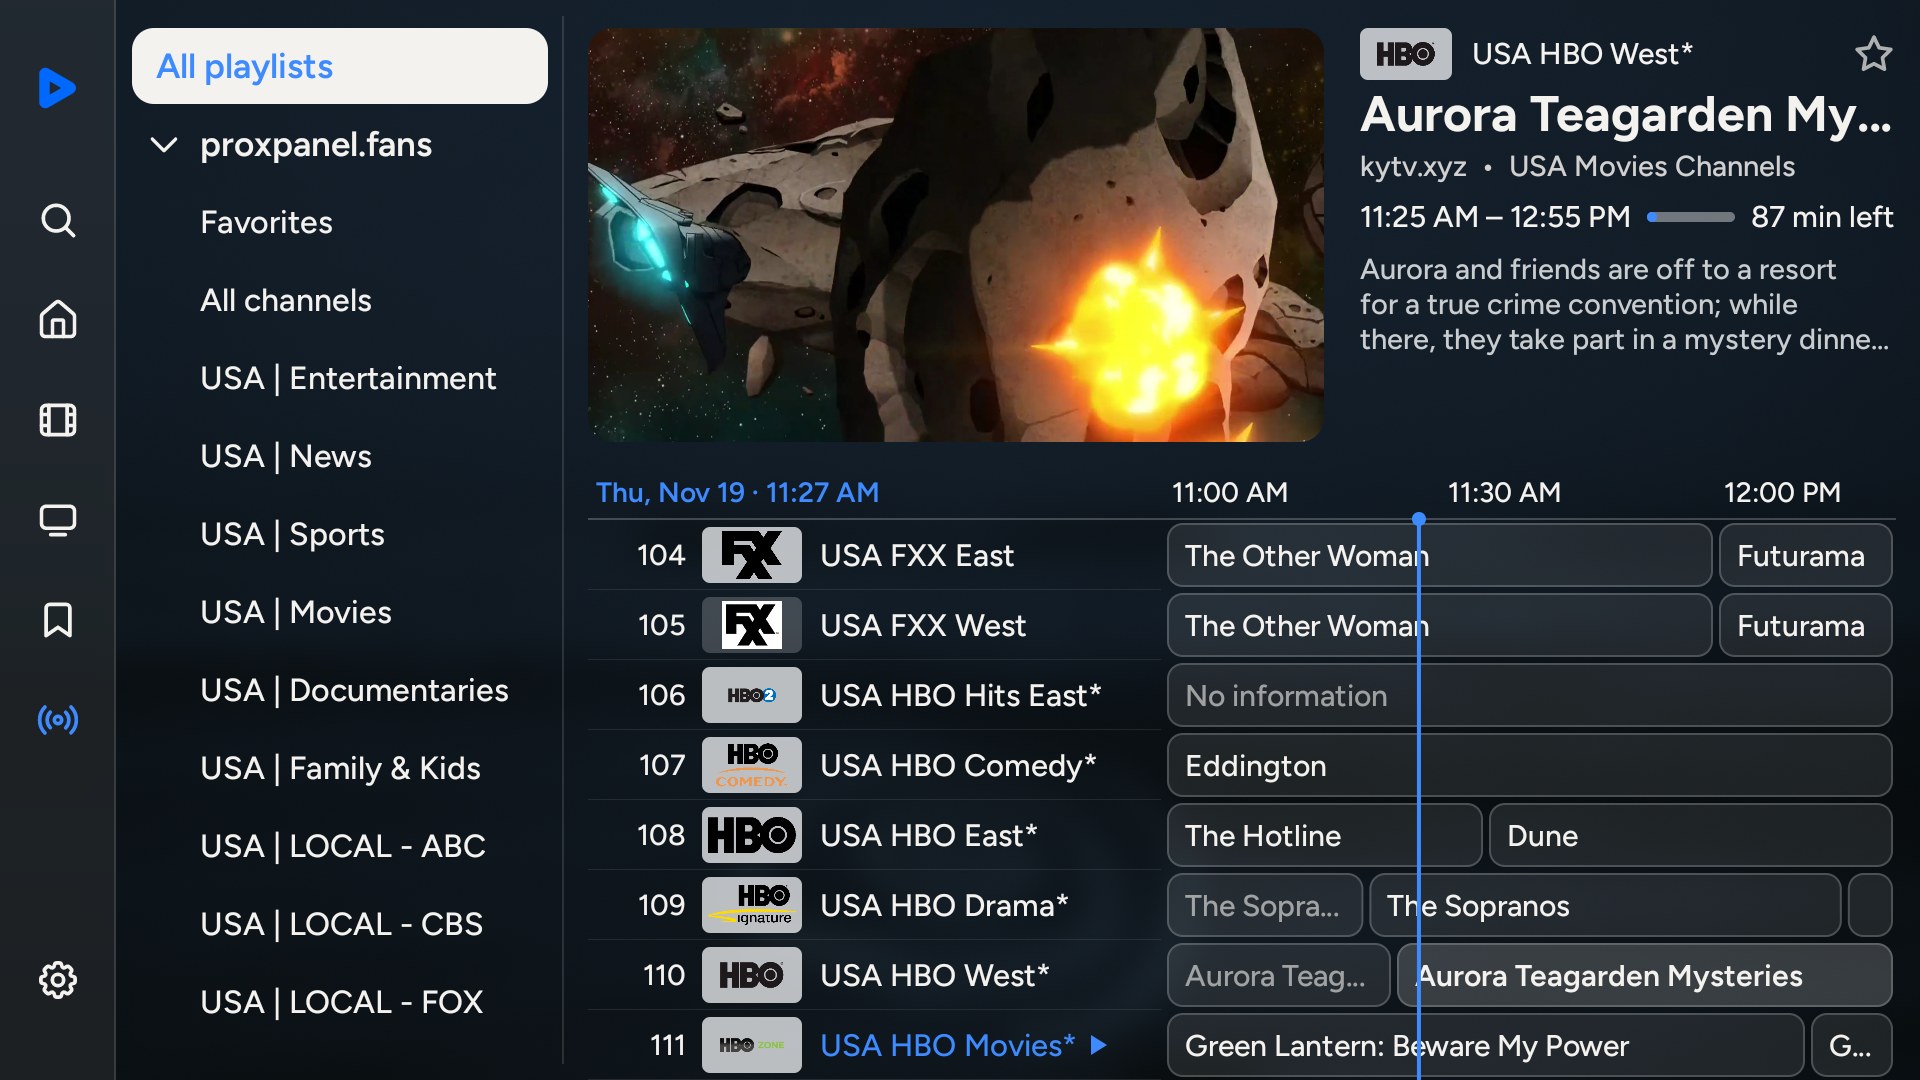 All playlists
proxpanel.fans
Favorites
All channels
USA | Entertainment
USA | News
USA | Sports
USA | Movies
USA | Documentaries
USA | Family & Kids
USA | LOCAL - ABC
USA | LOCAL - CBS
USA | LOCAL - FOX
HBO USA HBO West*
Aurora Teagarden My...
kytv.xyz • USA Movies Channels
11:25 AM – 12:55 PM 87 min left
Aurora and friends are off to a resort
for a true crime convention; while
there, they take part in a mystery dinne...
Thu, Nov 19 · 11:27 AM 11:00 AM 11:30 AM 12:00 PM
104 FXX USA FXX East The Other Woman Futurama
105 FXX USA FXX West The Other Woman Futurama
106 HBO2 USA HBO Hits East* No information
107 HBO COMEDY USA HBO Comedy* Eddington
108 HBO USA HBO East* The Hotline Dune
109 HBO ignature USA HBO Drama* The Sopra... The Sopranos
110 HBO USA HBO West* Aurora Teag... Aurora Teagarden Mysteries
111 HBO ZONE USA HBO Movies* Green Lantern: Beware My Power G...